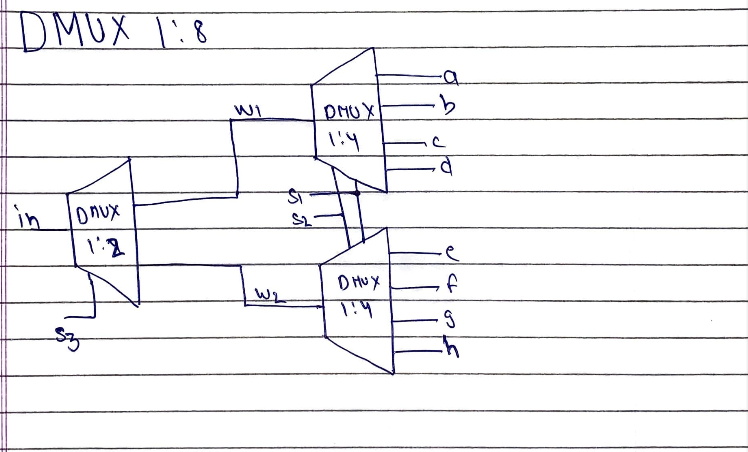 DMUX 1:8
a
w1
DMUX
b
1:4
c
d
S1
in
DMUX
S2
1:2
e
DMUX
f
w2
1:4
g
S3
h